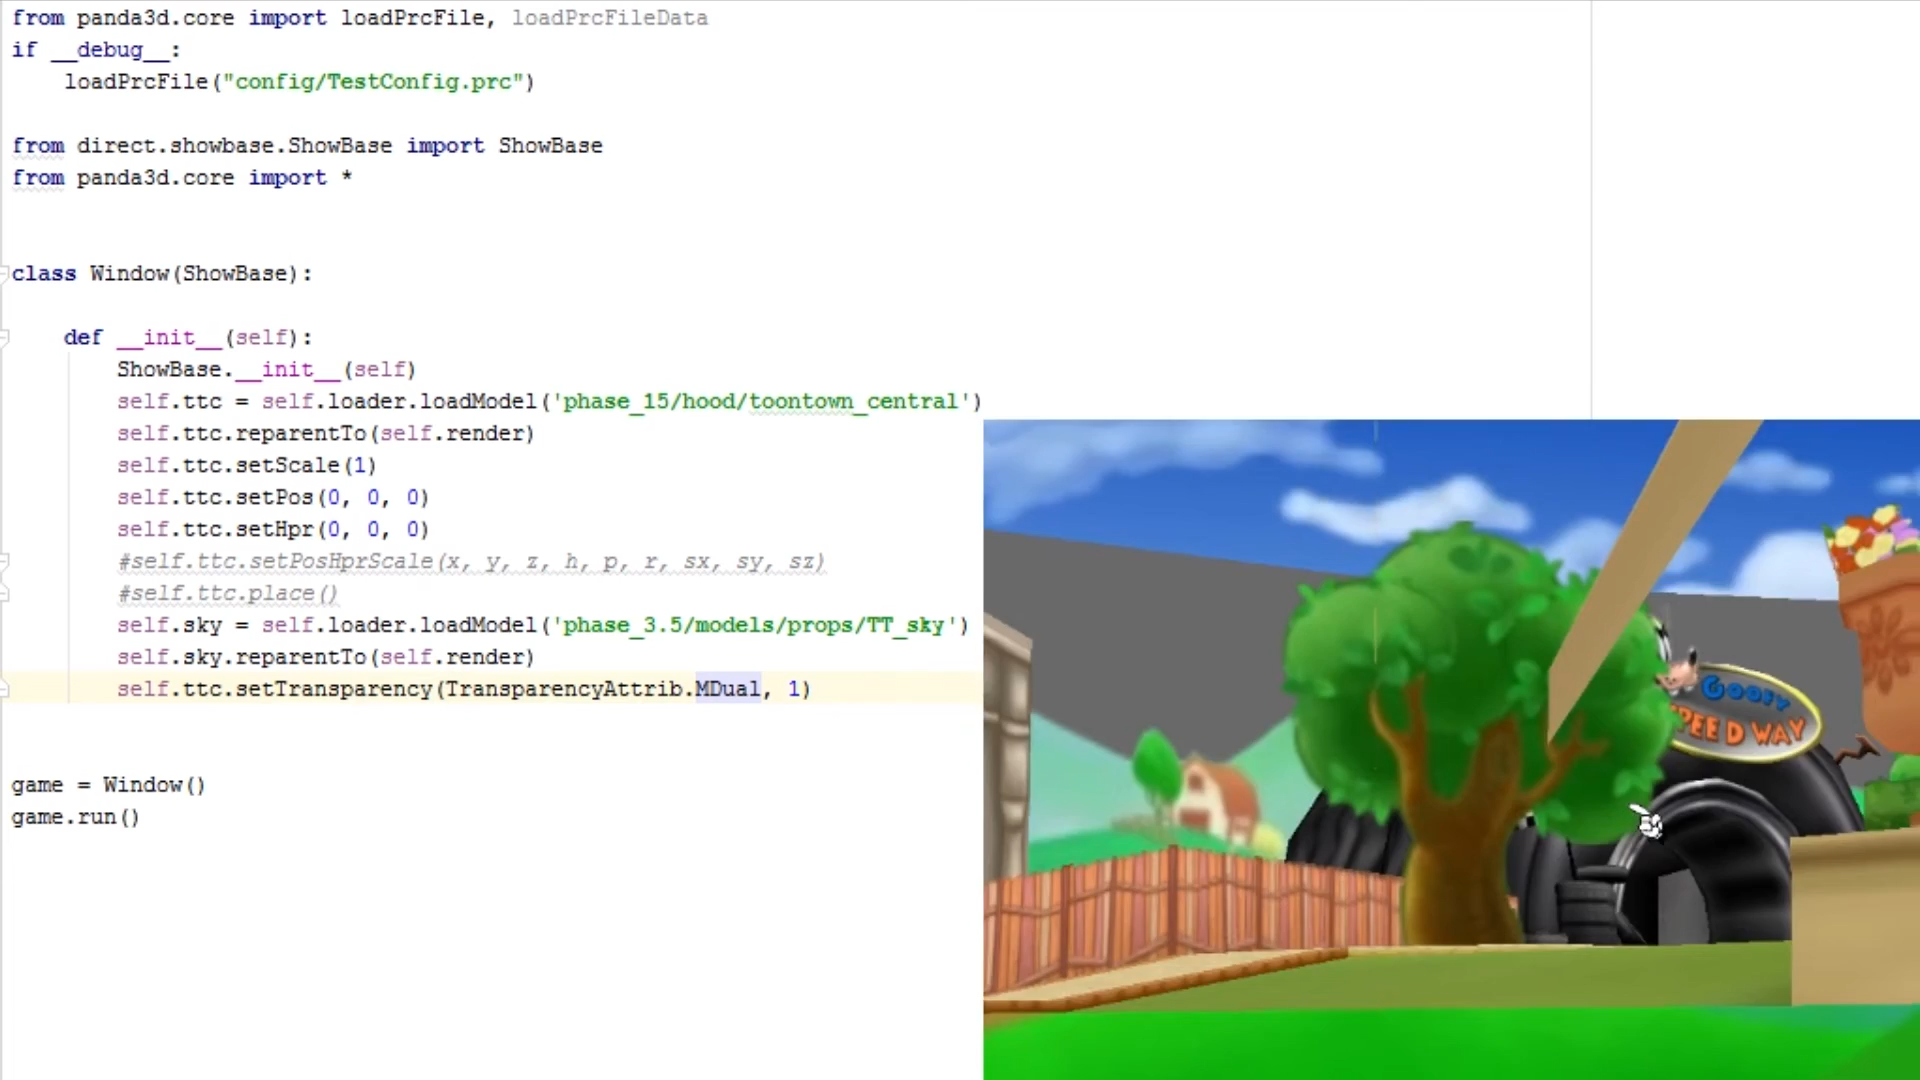 from panda3d.core import loadPrcFile, loadPrcFileData
if __debug__:
    loadPrcFile("config/TestConfig.prc")
from direct.showbase.ShowBase import ShowBase
from panda3d.core import *
class Window(ShowBase):
    def __init__(self):
        ShowBase.__init__(self)
        self.ttc = self.loader.loadModel('phase_15/hood/toontown_central')
        self.ttc.reparentTo(self.render)
        self.ttc.setScale(1)
        self.ttc.setPos(0, 0, 0)
        self.ttc.setHpr(0, 0, 0)
        #self.ttc.setPosHprScale(x, y, z, h, p, r, sx, sy, sz)
        #self.ttc.place()
        self.sky = self.loader.loadModel('phase_3.5/models/props/TT_sky')
        self.sky.reparentTo(self.render)
        self.ttc.setTransparency(TransparencyAttrib.MDual, 1)
game = Window()
game.run()
GOOFY
SPEEDWAY